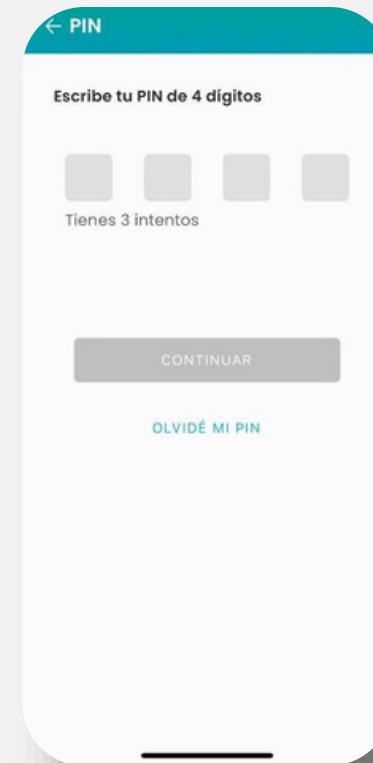 ← PIN
Escribe tu PIN de 4 dígitos
Tienes 3 intentos
CONTINUAR
OLVIDÉ MI PIN